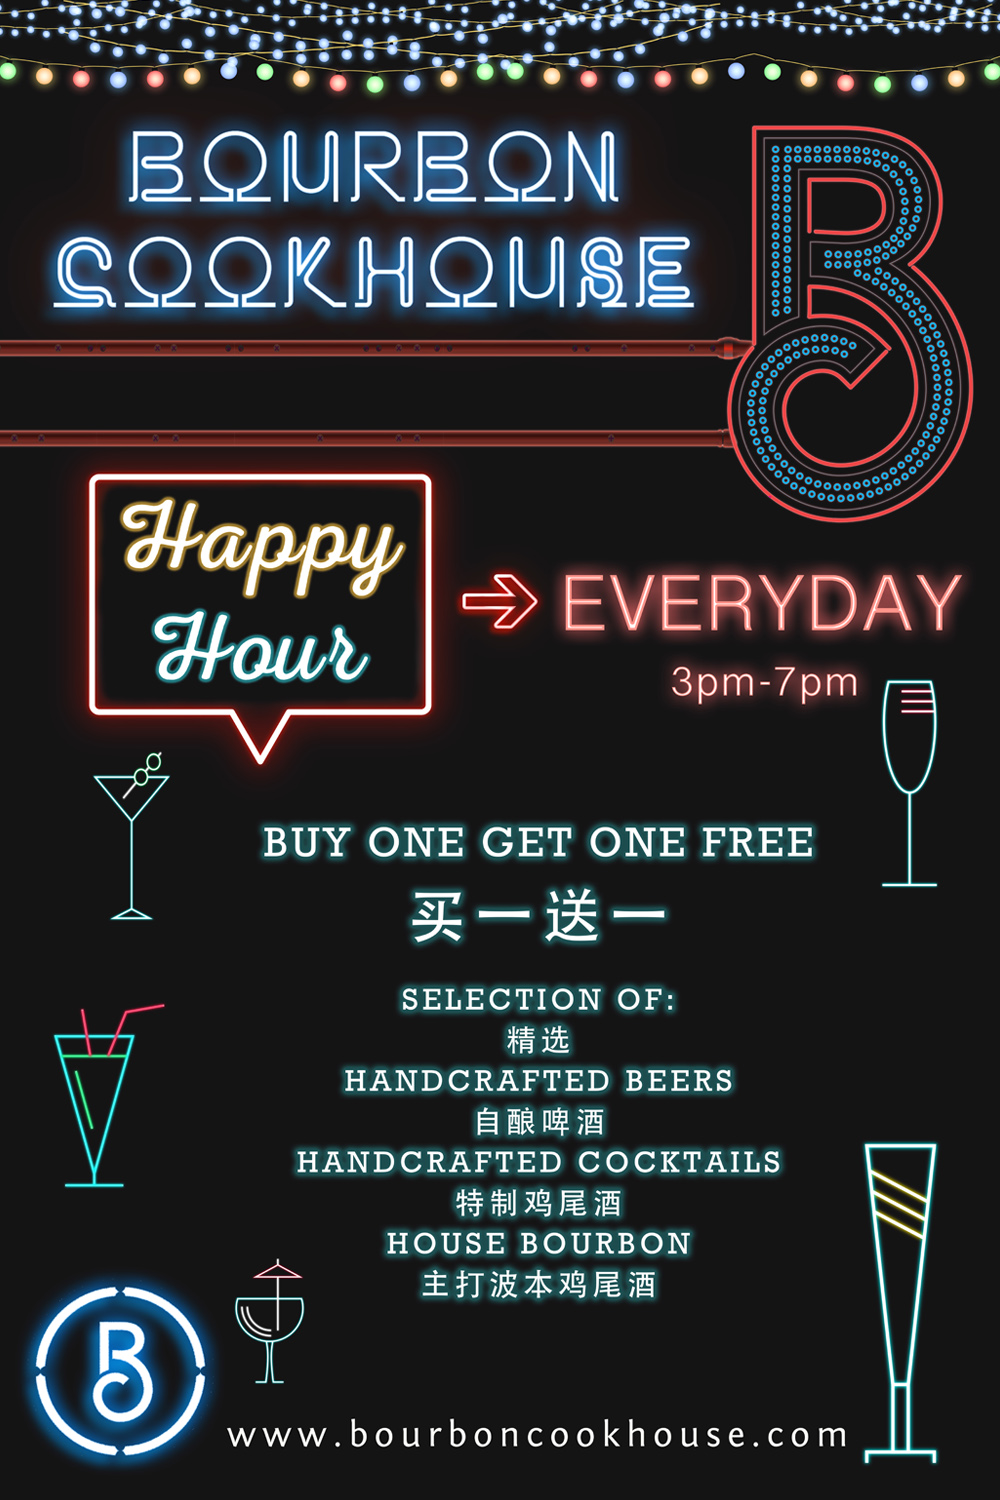 BOURBON
COOKHOUSE
B
Happy
Hour
EVERYDAY
3pm-7pm
BUY ONE GET ONE FREE
买一送一
SELECTION OF:
精选
HANDCRAFTED BEERS
自酿啤酒
HANDCRAFTED COCKTAILS
特制鸡尾酒
HOUSE BOURBON
主打波本鸡尾酒
B
www.bourboncookhouse.com